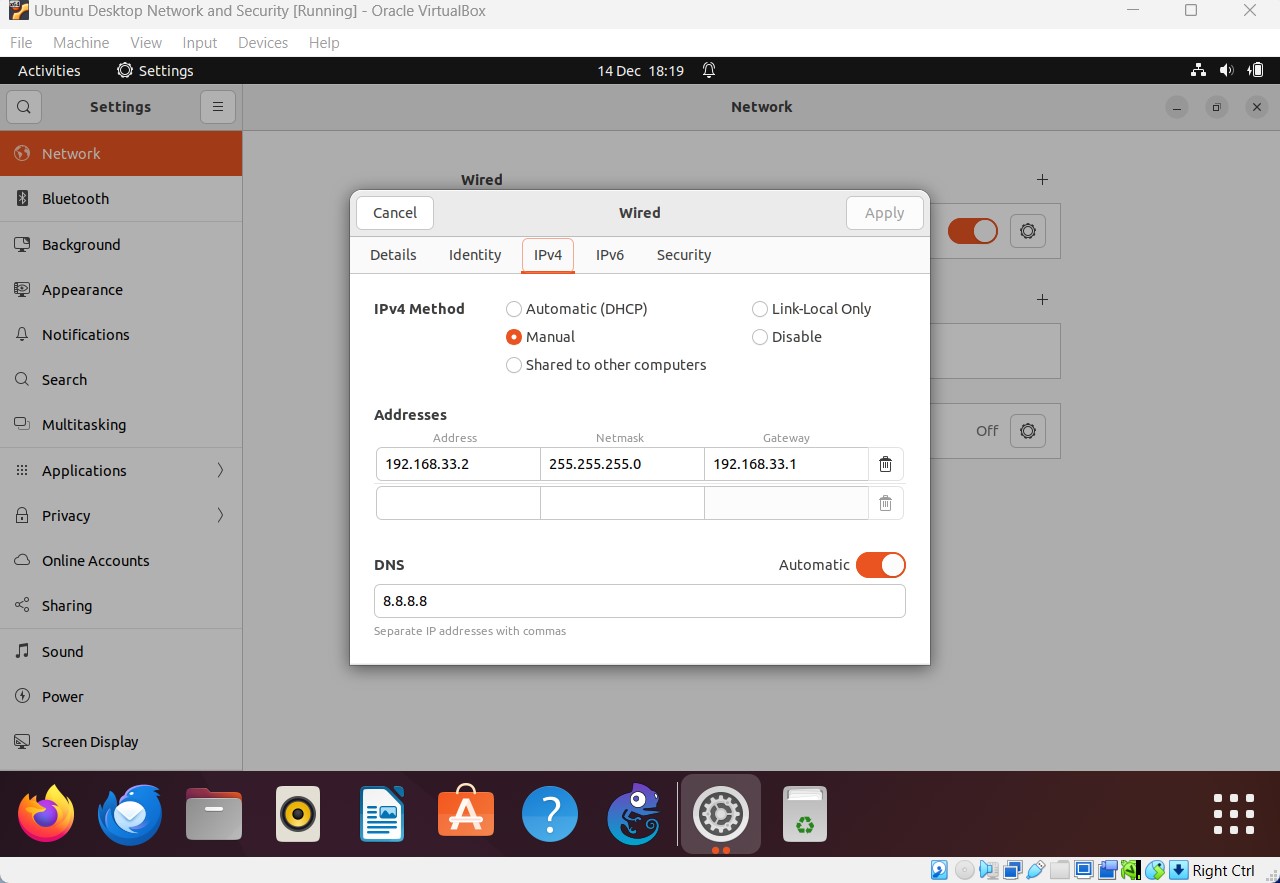 Ubuntu Desktop Network and Security [Running] - Oracle VirtualBox
File Machine View Input Devices Help
Activities Settings 14 Dec 18:19
Settings Network
Network
Bluetooth
Background
Appearance
Notifications
Search
Multitasking
Applications
Privacy
Online Accounts
Sharing
Sound
Power
Screen Display
Wired
Off
Cancel Wired Apply
Details Identity IPv4 IPv6 Security
IPv4 Method Automatic (DHCP) Link-Local Only
Manual Disable
Shared to other computers
Addresses
Address Netmask Gateway
192.168.33.2 255.255.255.0 192.168.33.1
DNS Automatic
8.8.8.8
Separate IP addresses with commas
Right Ctrl